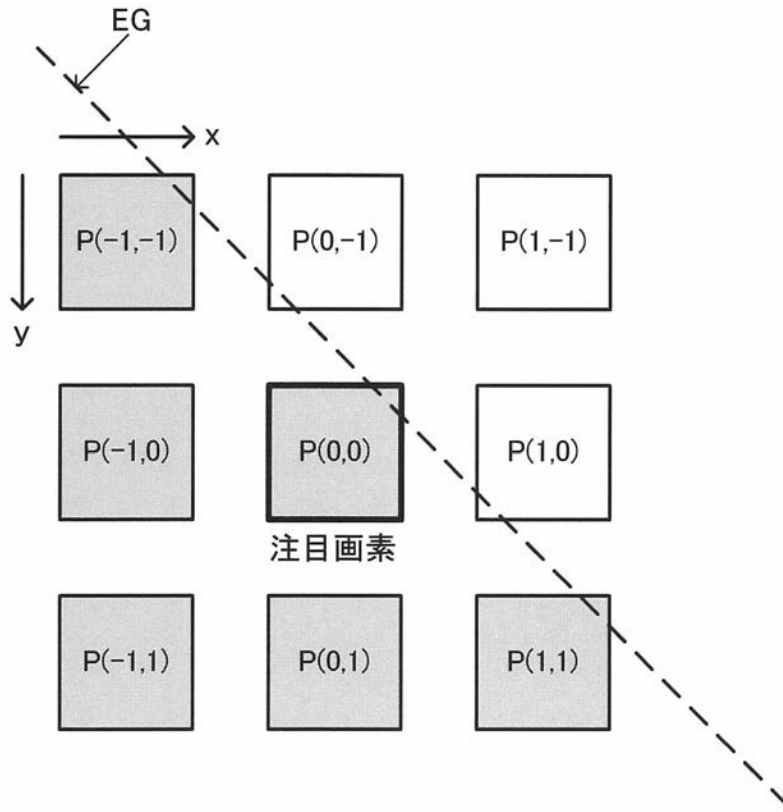 EG
x
P(-1,-1)
P(0,-1)
P(1,-1)
y
P(-1,0)
P(0,0)
P(1,0)
注目画素
P(-1,1)
P(0,1)
P(1,1)